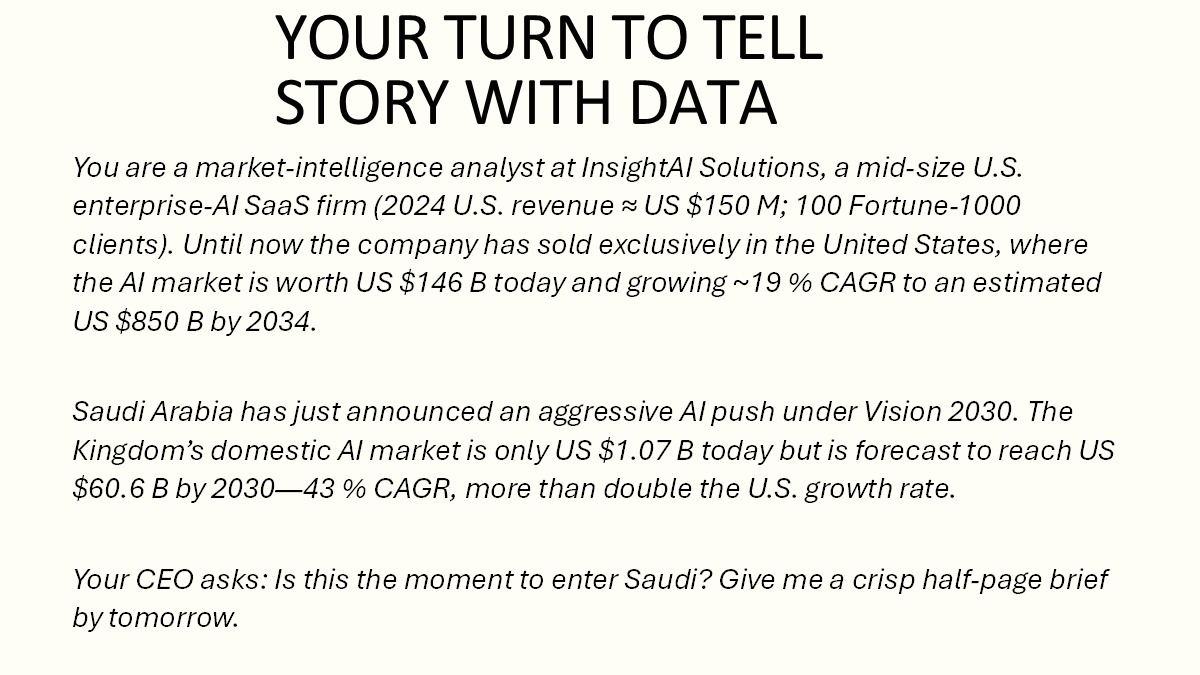 YOUR TURN TO TELL
STORY WITH DATA
You are a market-intelligence analyst at InsightAI Solutions, a mid-size U.S.
enterprise-AI SaaS firm (2024 U.S. revenue ≈ US $150 M; 100 Fortune-1000
clients). Until now the company has sold exclusively in the United States, where
the AI market is worth US $146 B today and growing ~19 % CAGR to an estimated
US $850 B by 2034.
Saudi Arabia has just announced an aggressive AI push under Vision 2030. The
Kingdom’s domestic AI market is only US $1.07 B today but is forecast to reach US
$60.6 B by 2030—43 % CAGR, more than double the U.S. growth rate.
Your CEO asks: Is this the moment to enter Saudi? Give me a crisp half-page brief
by tomorrow.